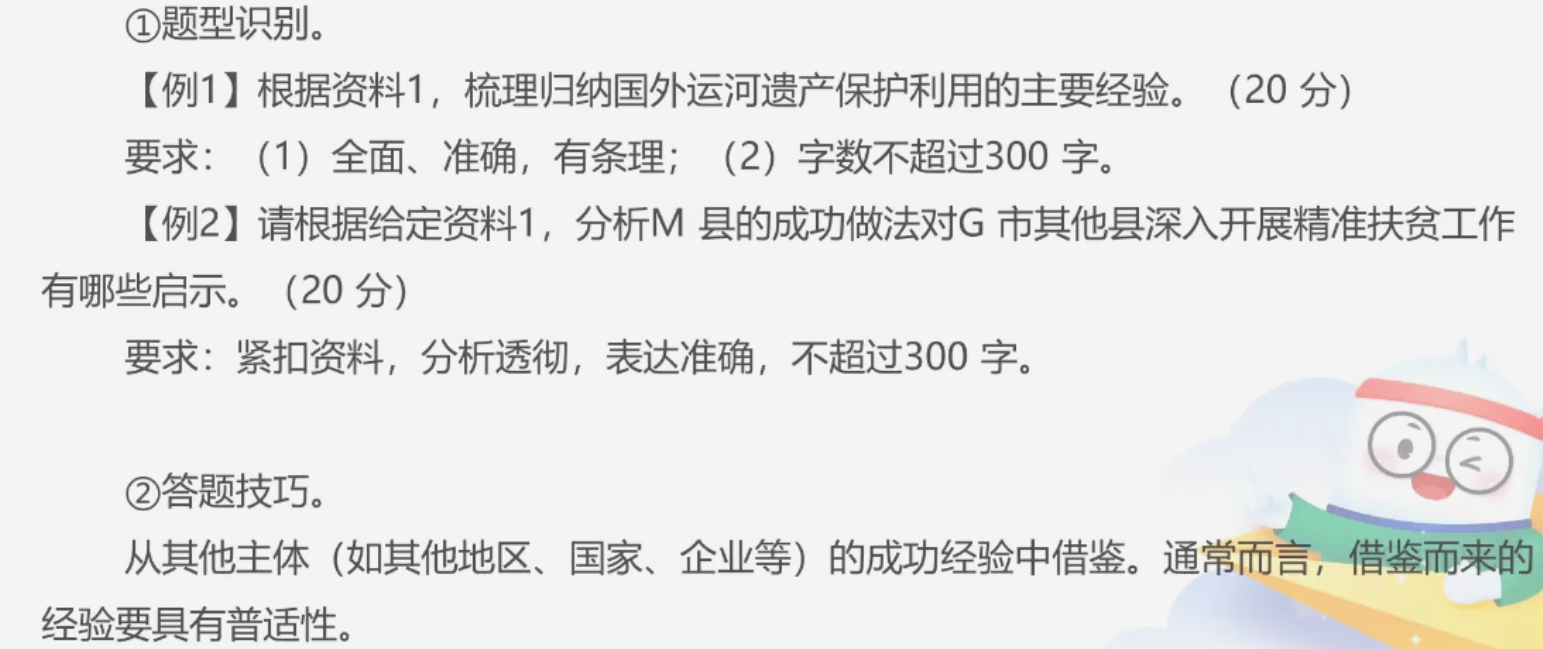 ①题型识别。
【例1】根据资料1，梳理归纳国外运河遗产保护利用的主要经验。（20 分）
要求：（1）全面、准确，有条理；（2）字数不超过300 字。
【例2】请根据给定资料1，分析M 县的成功做法对G 市其他县深入开展精准扶贫工作
有哪些启示。（20 分）
要求：紧扣资料，分析透彻，表达准确，不超过300 字。
②答题技巧。
从其他主体（如其他地区、国家、企业等）的成功经验中借鉴。通常而言，借鉴而来的
经验要具有普适性。